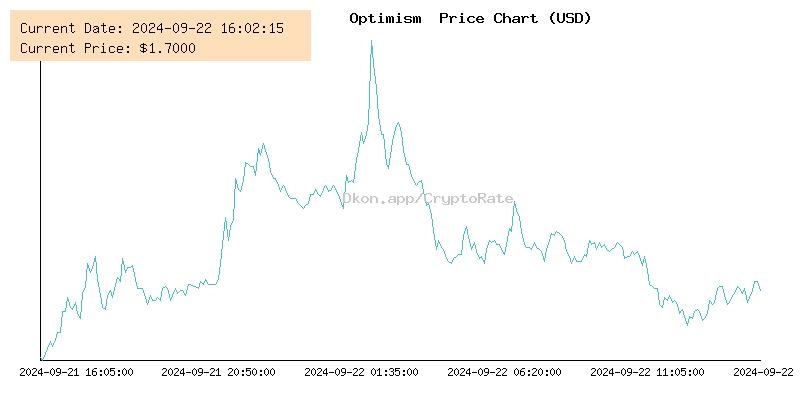 Optimism  Price Chart (USD)
Current Date: 2024-09-22 16:02:15
Current Price: $1.7000
Dkon.app/CryptoRate
2024-09-21 16:05:00 2024-09-21 20:50:00 2024-09-22 01:35:00 2024-09-22 06:20:00 2024-09-22 11:05:00 2024-09-22